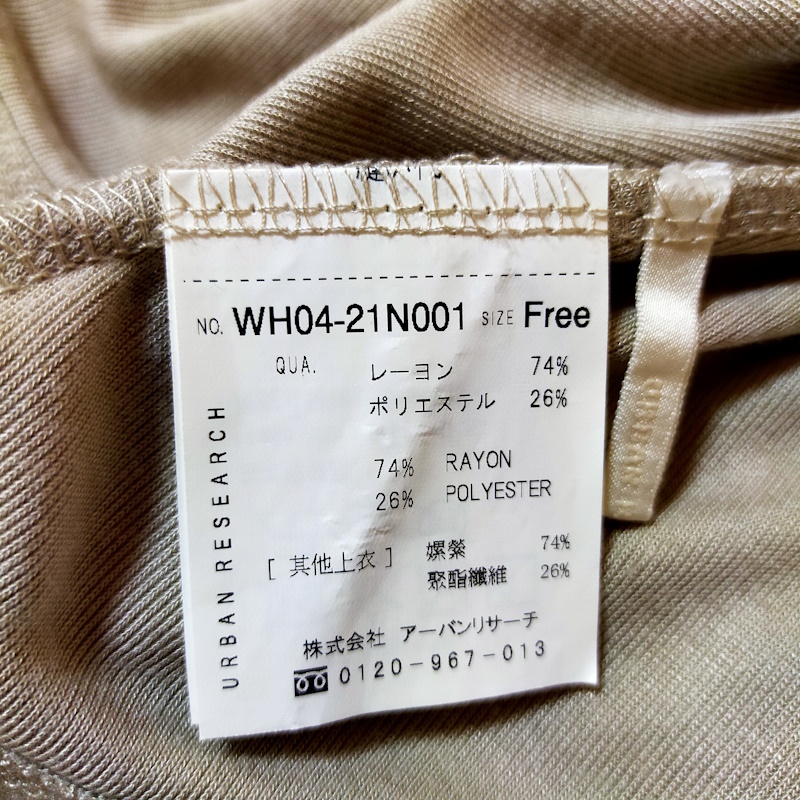 NO. WH04-21N001 SIZE Free
QUA.
レーヨン 74%
ポリエステル 26%
74% RAYON
26% POLYESTER
[ 其他上衣 ] 嫘縈 74%
聚酯纖維 26%
株式会社 アーバンリサーチ
0120-967-013
URBAN RESEARCH